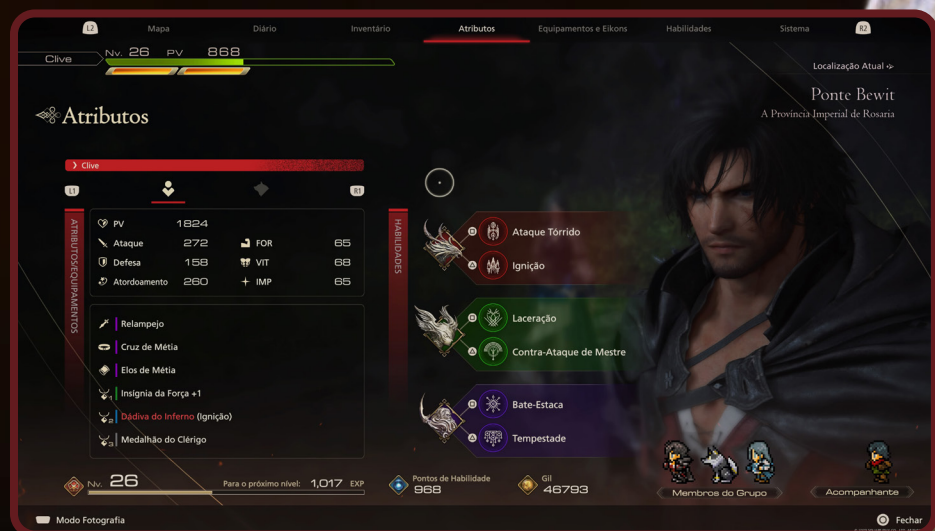 L2 Mapa Diário Inventário Atributos Equipamentos e Eikons Habilidades Sistema R2
Clive Nv. 26 PV 868
Localização Atual
Ponte Bewit
A Província Imperial de Rosaria
Atributos
Clive
L1 R1
ATRIBUTOS/EQUIPAMENTOS
PV 1824
Ataque 272 FOR 65
Defesa 158 VIT 68
Atordoamento 260 IMP 65
Relampejo
Cruz de Métia
Elos de Métia
1 Insígnia da Força +1
2 Dádiva do Inferno (Ignição)
3 Medalhão do Clérigo
HABILIDADES
Ataque Tórrido
Ignição
Laceração
Contra-Ataque de Mestre
Bate-Estaca
Tempestade
Nv. 26 Para o próximo nível: 1,017 EXP
Pontos de Habilidade
968
Gil
46793
Membros do Grupo
Acompanhante
Modo Fotografia
Fechar